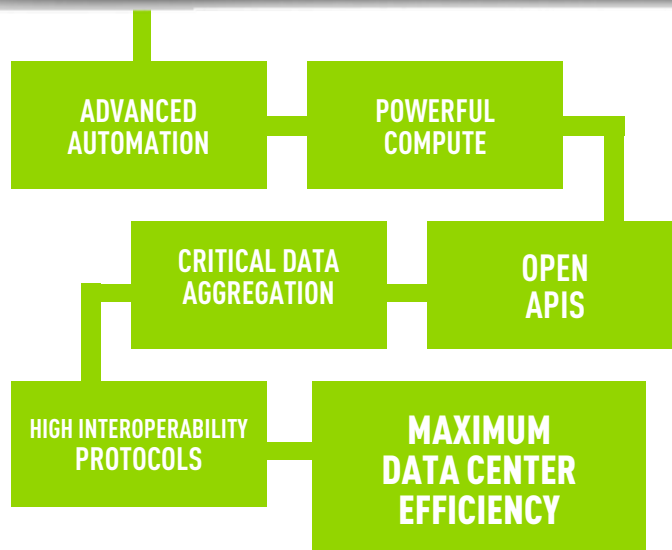 ADVANCED
AUTOMATION
POWERFUL
COMPUTE
OPEN
APIS
CRITICAL DATA
AGGREGATION
HIGH INTEROPERABILITY
PROTOCOLS
MAXIMUM
DATA CENTER
EFFICIENCY